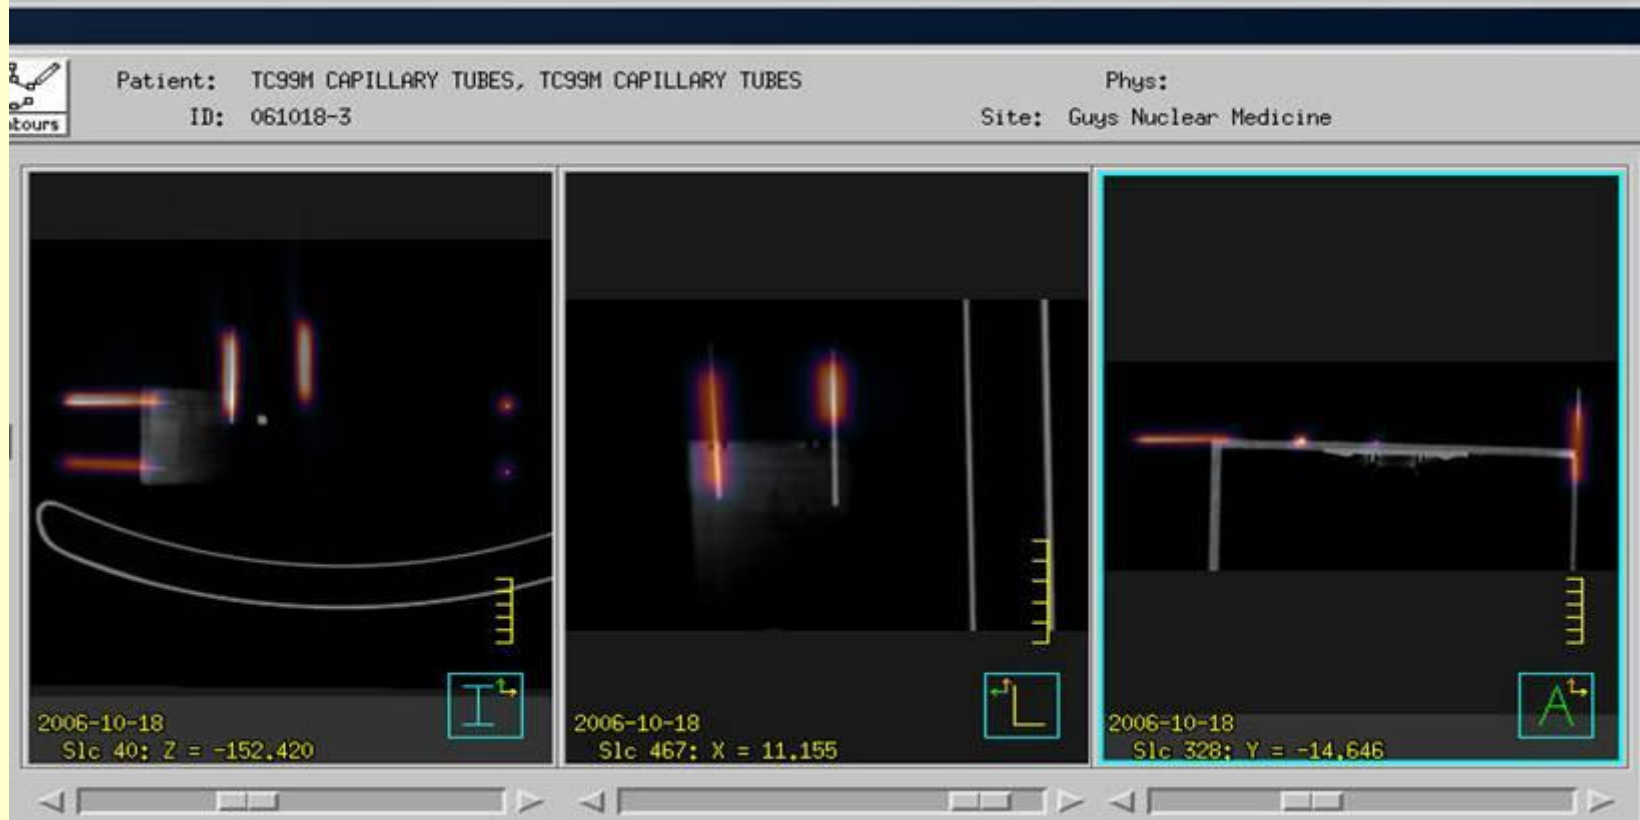 Patient: TC99M CAPILLARY TUBES, TC99M CAPILLARY TUBES Phys:
ID: 061018-3 Site: Guys Nuclear Medicine
I
2006-10-18
Slc 40: Z = -152.420
L
2006-10-18
Slc 467: X = 11.155
A
2006-10-18
Slc 328: Y = -14.646